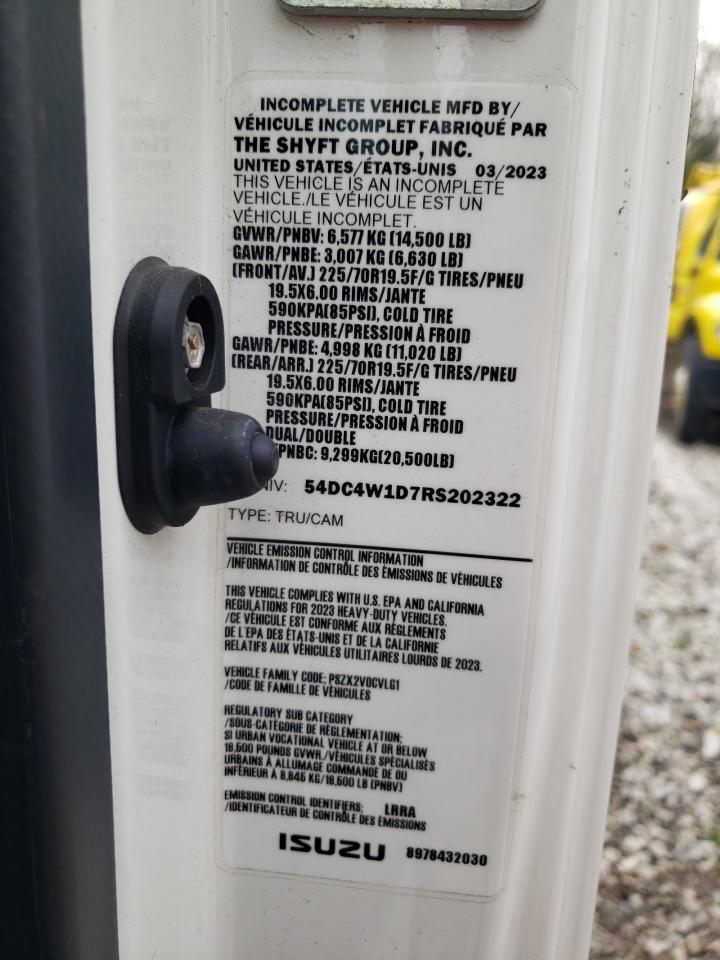 INCOMPLETE VEHICLE MFD BY/
VÉHICULE INCOMPLET FABRIQUÉ PAR
THE SHYFT GROUP, INC.
UNITED STATES/ÉTATS-UNIS 03/2023
THIS VEHICLE IS AN INCOMPLETE
VEHICLE./LE VÉHICULE EST UN
VÉHICULE INCOMPLET.
GVWR/PNBV: 6,577 KG (14,500 LB)
GAWR/PNBE: 3,007 KG (6,630 LB)
(FRONT/AV.) 225/70R19.5F/G TIRES/PNEU
19.5X6.00 RIMS/JANTE
590KPA(85PSI), COLD TIRE
PRESSURE/PRESSION À FROID
GAWR/PNBE: 4,998 KG (11,020 LB)
(REAR/ARR.) 225/70R19.5F/G TIRES/PNEU
19.5X6.00 RIMS/JANTE
590KPA(85PSI), COLD TIRE
PRESSURE/PRESSION À FROID
DUAL/DOUBLE
PNBC: 9,299KG(20,500LB)
NIV: 54DC4W1D7RS202322
TYPE: TRU/CAM
VEHICLE EMISSION CONTROL INFORMATION
/INFORMATION DE CONTRÔLE DES ÉMISSIONS DE VÉHICULES
THIS VEHICLE COMPLIES WITH U.S. EPA AND CALIFORNIA
REGULATIONS FOR 2023 HEAVY-DUTY VEHICLES.
/CE VÉHICULE EST CONFORME AUX RÈGLEMENTS
DE L'EPA DES ÉTATS-UNIS ET DE LA CALIFORNIE
RELATIFS AUX VÉHICULES UTILITAIRES LOURDS DE 2023.
VEHICLE FAMILY CODE: PSZX2VOCVLG1
/CODE DE FAMILLE DE VÉHICULES
REGULATORY SUB CATEGORY
/SOUS-CATÉGORIE DE RÉGLEMENTATION:
SI URBAN VOCATIONAL VEHICLE AT OR BELOW
19,500 POUNDS GVWR./VÉHICULES SPÉCIALISÉS
URBAINS À ALLUMAGE COMMANDÉ DE OU
INFÉRIEUR À 8,845 KG/19,500 LB (PNBV)
EMISSION CONTROL IDENTIFIERS: LRRA
/IDENTIFICATEUR DE CONTRÔLE DES ÉMISSIONS
ISUZU 8978432030